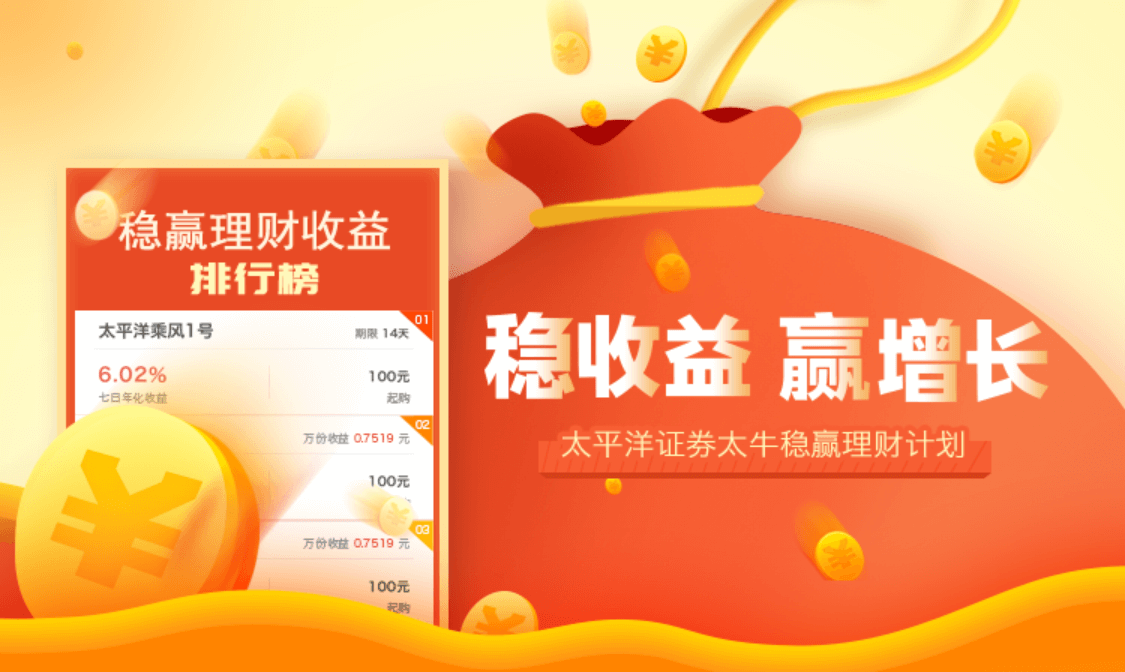 稳赢理财收益
排行榜
01
太平洋乘风1号
期限 14天
6.02%
100元
七日年化收益
起购
02
万份收益 0.7519 元
100元
03
万份收益 0.7519 元
100元
起购
稳收益 赢增长
太平洋证券太牛稳赢理财计划